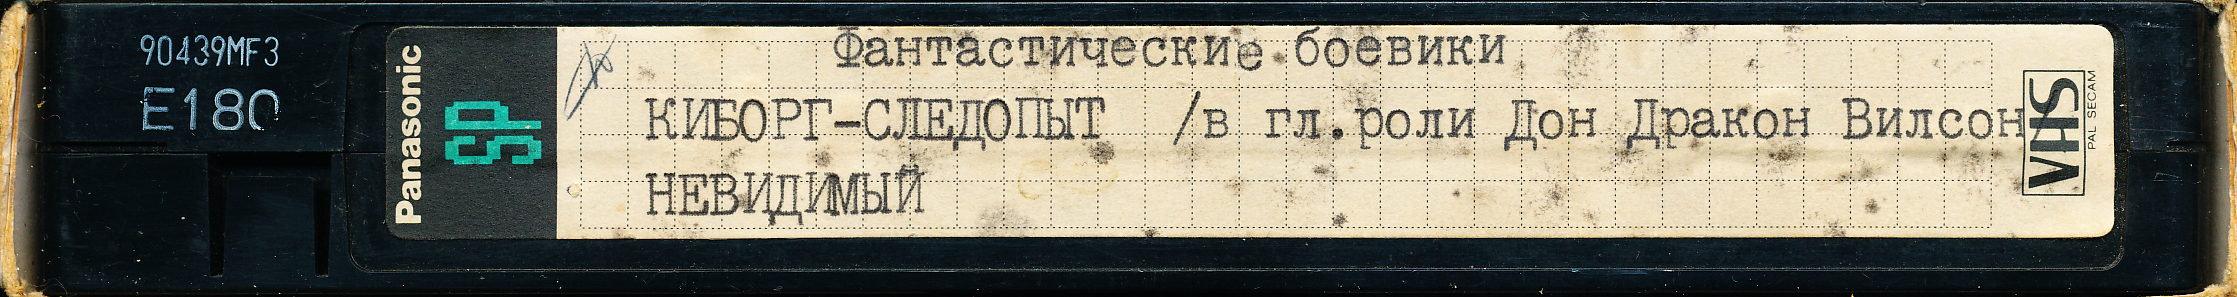 90439MF3
E180
Panasonic
SP
Фантастические боевики
КИБОРГ-СЛЕДОПЫТ /в гл.роли Дон Дракон Вилсон/
НЕВИДИМЫЙ
VHS
PAL SECAM